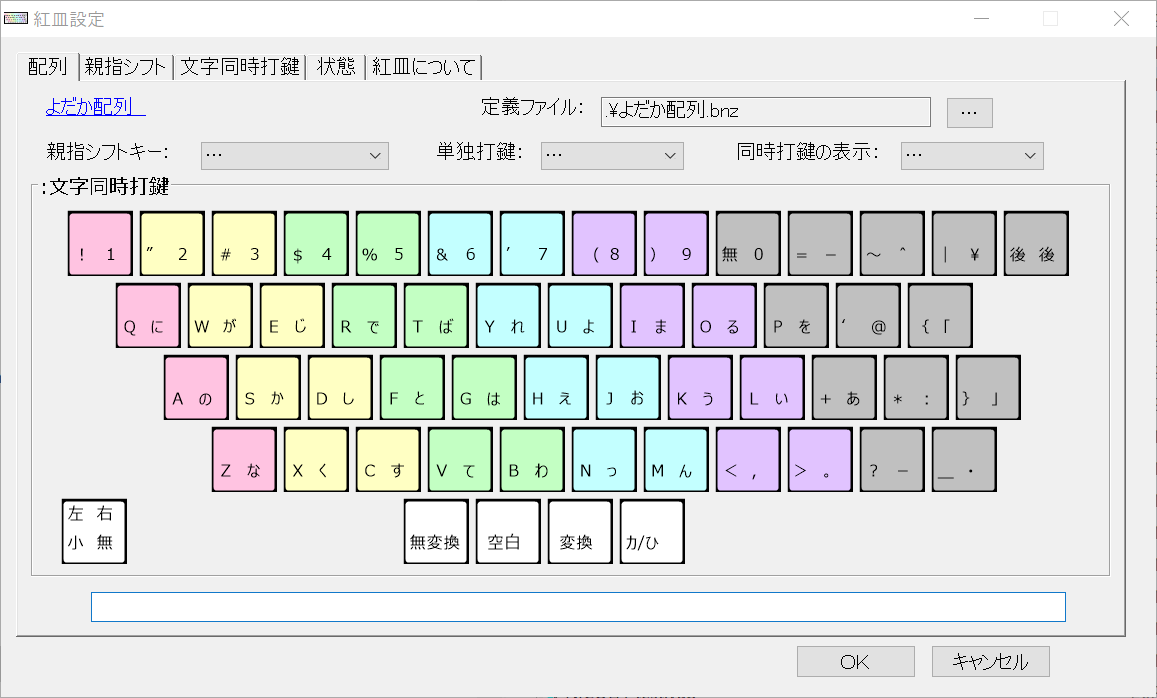 紅皿設定
配列 親指シフト 文字同時打鍵 状態 紅皿について
よだか配列 定義ファイル: .¥よだか配列.bnz ...
親指シフトキー: ... 単独打鍵: ... 同時打鍵の表示: ...
:文字同時打鍵
! 1 ” 2 # 3 $ 4 % 5 & 6 ’ 7 ( 8 ) 9 無 0 = − ～ ＾ | ¥ 後 後
Q に W が E じ R で T ば Y れ U よ I ま O る P を ‘ @ { 「
A の S か D し F と G は H え J お K う L い + あ * : } 」
Z な X く C す V て B わ N っ M ん < , > 。 ? − _ ・
左 右
小 無 無変換 空白 変換 カ/ひ
OK キャンセル